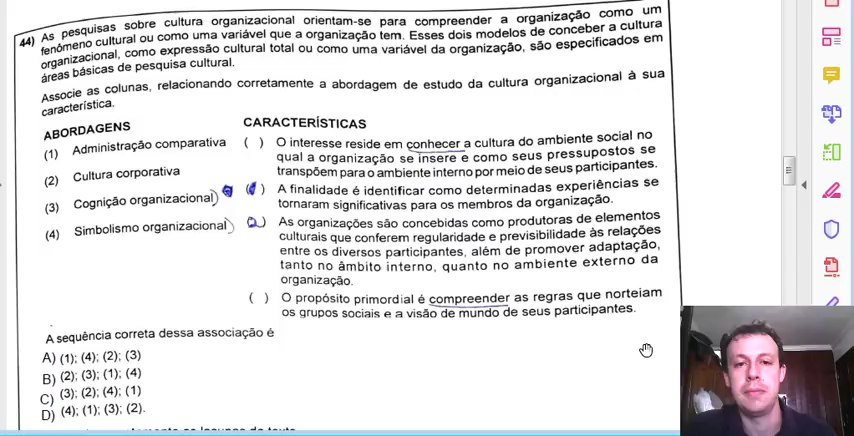 44) As pesquisas sobre cultura organizacional orientam-se para compreender a organização como um
fenômeno cultural ou como uma variável que a organização tem. Esses dois modelos de conceber a cultura
organizacional, como expressão cultural total ou como uma variável da organização, são especificados em
áreas básicas de pesquisa cultural.
Associe as colunas, relacionando corretamente a abordagem de estudo da cultura organizacional à sua
característica.
ABORDAGENS
(1) Administração comparativa
(2) Cultura corporativa
(3) Cognição organizacional
(4) Simbolismo organizacional
CARACTERÍSTICAS
( ) O interesse reside em conhecer a cultura do ambiente social no
qual a organização se insere e como seus pressupostos se
transpõem para o ambiente interno por meio de seus participantes.
( ) A finalidade é identificar como determinadas experiências se
tornaram significativas para os membros da organização.
( ) As organizações são concebidas como produtoras de elementos
culturais que conferem regularidade e previsibilidade às relações
entre os diversos participantes, além de promover adaptação,
tanto no âmbito interno, quanto no ambiente externo da
organização.
( ) O propósito primordial é compreender as regras que norteiam
os grupos sociais e a visão de mundo de seus participantes.
A sequência correta dessa associação é
A) (1); (4); (2); (3)
B) (2); (3); (1); (4)
C) (3); (2); (4); (1)
D) (4); (1); (3); (2).